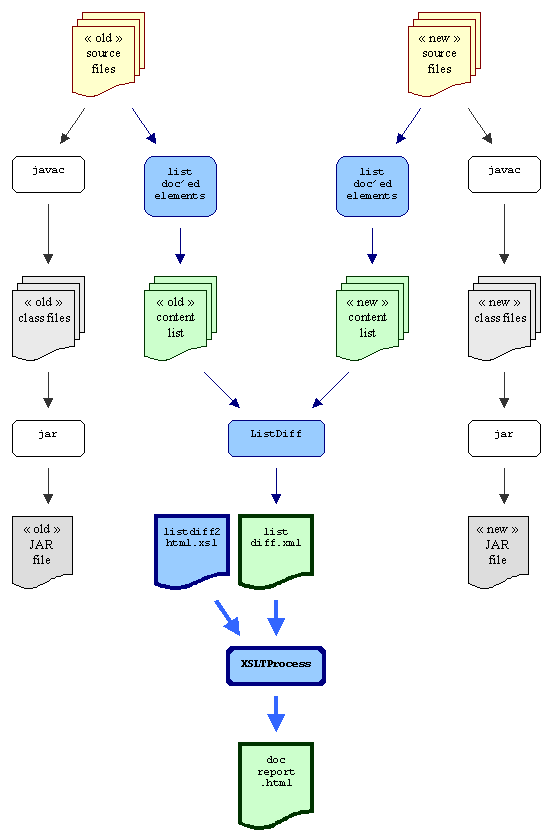 « old »
source
files
« new »
source
files
javac
list
doc´ed
elements
list
doc´ed
elements
javac
« old »
class files
« old »
content
list
« new »
content
list
« new »
class files
jar
ListDiff
jar
« old »
JAR
file
listdiff2
html.xsl
list
diff.xml
« new »
JAR
file
XSLTProcess
doc
report
.html